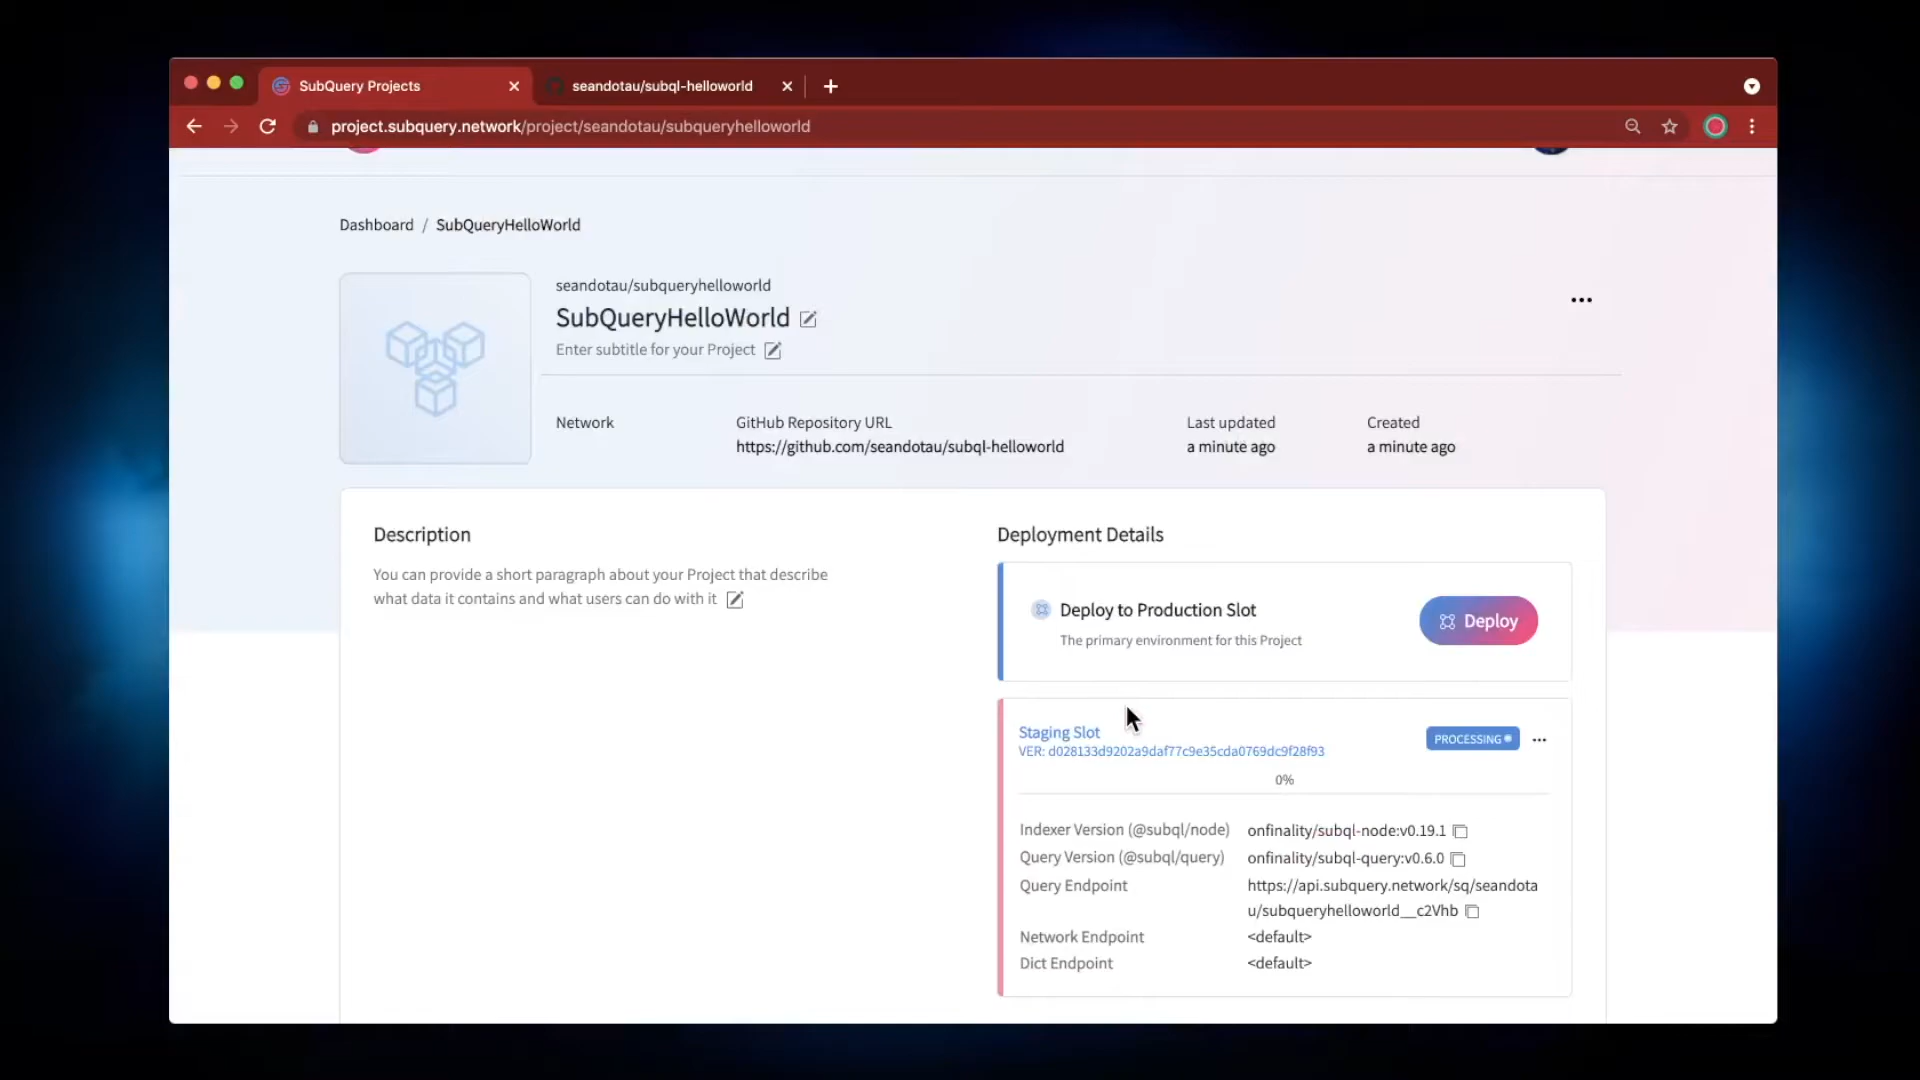 SubQuery Projects
seandotau/subql-helloworld
project.subquery.network/project/seandotau/subqueryhelloworld
Dashboard / SubQueryHelloWorld
seandotau/subqueryhelloworld
SubQueryHelloWorld
Enter subtitle for your Project
Network
GitHub Repository URL
https://github.com/seandotau/subql-helloworld
Last updated
a minute ago
Created
a minute ago
Description
You can provide a short paragraph about your Project that describe
what data it contains and what users can do with it
Deployment Details
Deploy to Production Slot
The primary environment for this Project
Deploy
Staging Slot
VER: d028133d9202a9daf77c9e35cda0769dc9f28f93
PROCESSING
0%
Indexer Version (@subql/node) onfinality/subql-node:v0.19.1
Query Version (@subql/query) onfinality/subql-query:v0.6.0
Query Endpoint https://api.subquery.network/sq/seandota
u/subqueryhelloworld__c2Vhb
Network Endpoint <default>
Dict Endpoint <default>